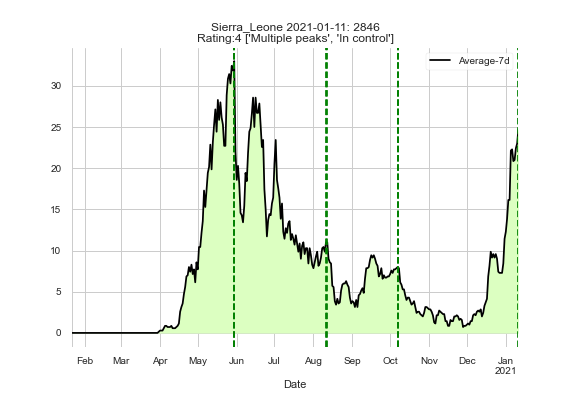 Sierra_Leone 2021-01-11: 2846
Rating:4 ['Multiple peaks', 'In control']
Average-7d
30
25
20
15
10
5
0
Feb Mar Apr May Jun Jul Aug Sep Oct Nov Dec Jan
2021
Date